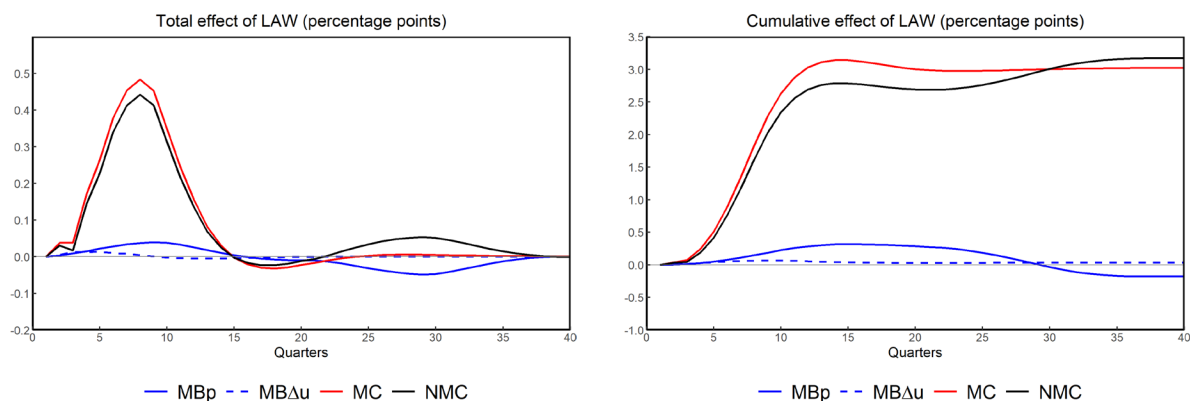 Total effect of LAW (percentage points)
0.5
0.4
0.3
0.2
0.1
0.0
-0.1
-0.2
0 5 10 15 20 25 30 35 40
Quarters
MBp MBΔu MC NMC
Cumulative effect of LAW (percentage points)
3.5
3.0
2.5
2.0
1.5
1.0
0.5
0.0
-0.5
-1.0
0 5 10 15 20 25 30 35 40
Quarters
MBp MBΔu MC NMC